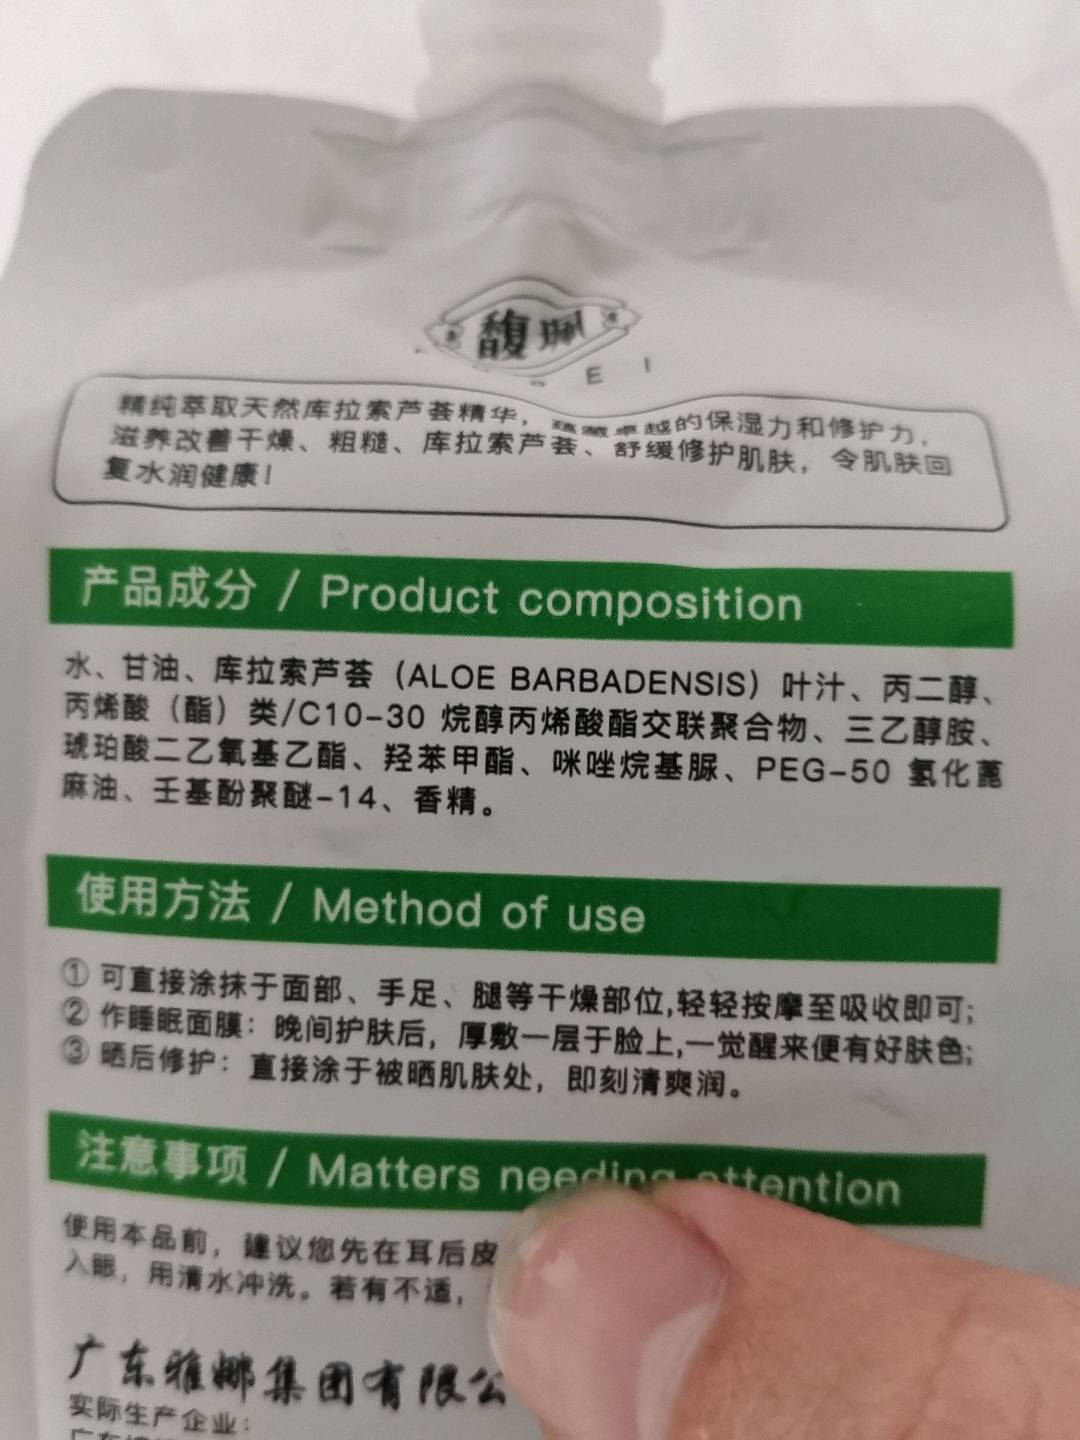 馥珮
E I
精纯萃取天然库拉索芦荟精华，蕴藏卓越的保湿力和修护力，
滋养改善干燥、粗糙、库拉索芦荟、舒缓修护肌肤，令肌肤回
复水润健康！
产品成分 / Product composition
水、甘油、库拉索芦荟（ALOE BARBADENSIS）叶汁、丙二醇、
丙烯酸（酯）类/C10-30 烷醇丙烯酸酯交联聚合物、三乙醇胺、
琥珀酸二乙氧基乙酯、羟苯甲酯、咪唑烷基脲、PEG-50 氢化蓖
麻油、壬基酚聚醚-14、香精。
使用方法 / Method of use
① 可直接涂抹于面部、手足、腿等干燥部位,轻轻按摩至吸收即可;
② 作睡眠面膜：晚间护肤后，厚敷一层于脸上,一觉醒来便有好肤色;
③ 晒后修护：直接涂于被晒肌肤处，即刻清爽润。
注意事项 / Matters needing attention
使用本品前，建议您先在耳后皮
入眼，用清水冲洗。若有不适，
广东雅娜集团有限公
实际生产企业：